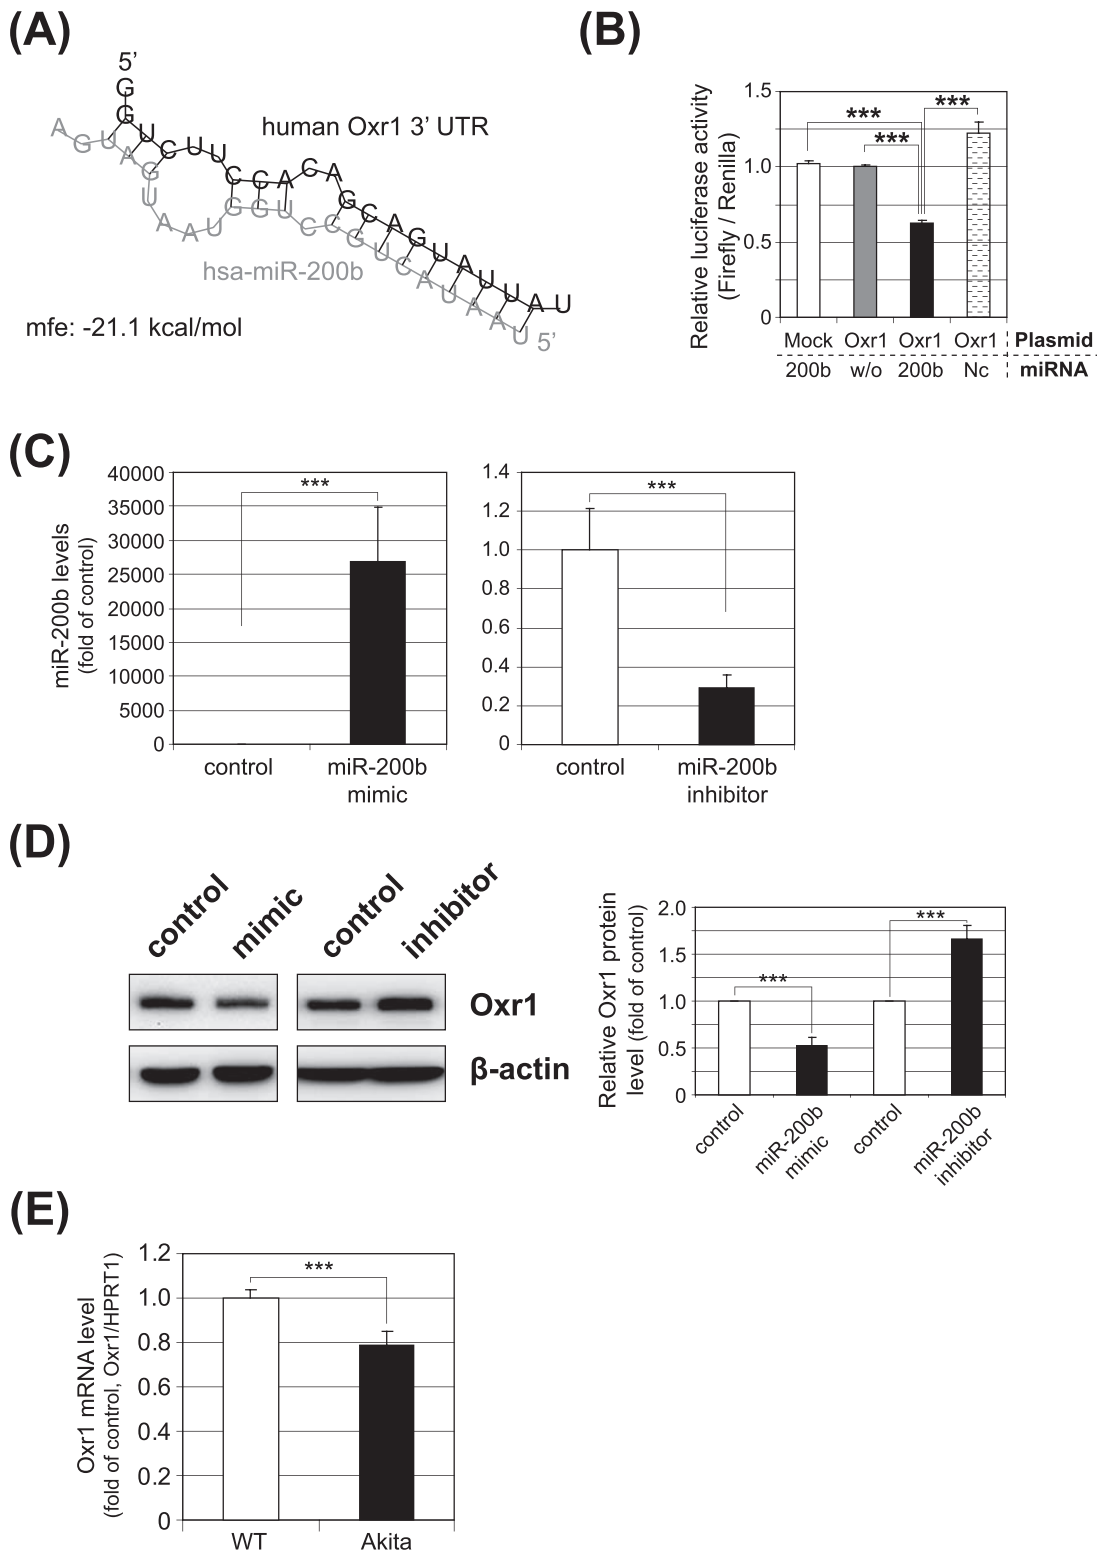 (A)
5’
G
G U C U U C C A C A G C A G U A U U A U
human Oxr1 3’ UTR
A G U A G U A A U G G U C C G U C A U A A U
5’
hsa-miR-200b
mfe: -21.1 kcal/mol
(B)
Relative luciferase activity
(Firefly / Renilla)
1.5
1.0
0.5
0
***
***
***
Mock Oxr1 Oxr1 Oxr1 Plasmid
200b w/o 200b Nc miRNA
(C)
miR-200b levels
(fold of control)
40000
35000
30000
25000
20000
15000
10000
5000
0
***
control miR-200b
mimic
1.4
1.2
1.0
0.8
0.6
0.4
0.2
0
***
control miR-200b
inhibitor
(D)
control mimic control inhibitor
Oxr1
β-actin
Relative Oxr1 protein
level (fold of control)
2.0
1.5
1.0
0.5
0
***
***
control
miR-200b
mimic
control
miR-200b
inhibitor
(E)
Oxr1 mRNA level
(fold of control, Oxr1/HPRT1)
1.2
1.0
0.8
0.6
0.4
0.2
0
***
WT Akita